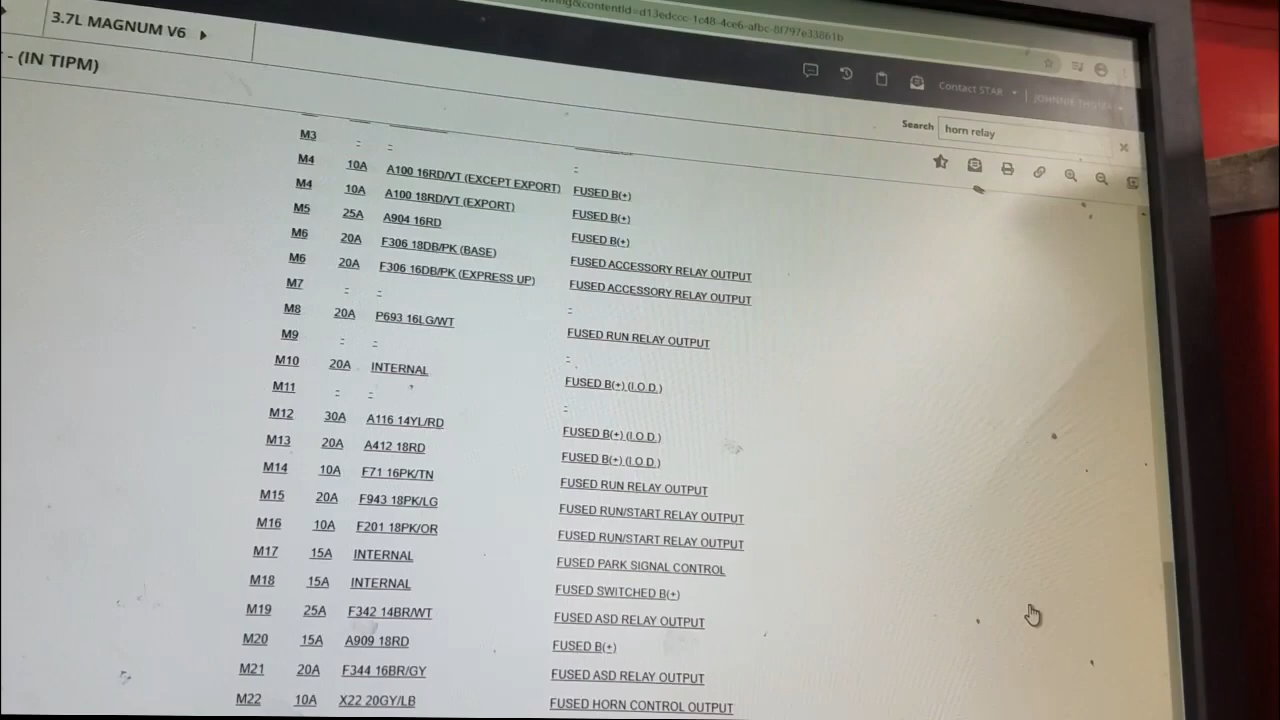 wiring&contentId=d13edccc-1c48-4ce6-afbc-8f797e33861b
3.7L MAGNUM V6
- (IN TIPM)
Contact STAR
Search horn relay
M3 - -
-
M4 10A A100 16RD/VT (EXCEPT EXPORT) FUSED B(+)
M4 10A A100 18RD/VT (EXPORT) FUSED B(+)
M5 25A A904 16RD FUSED B(+)
M6 20A F306 18DB/PK (BASE) FUSED ACCESSORY RELAY OUTPUT
M6 20A F306 16DB/PK (EXPRESS UP) FUSED ACCESSORY RELAY OUTPUT
M7 - - -
M8 20A P693 16LG/WT FUSED RUN RELAY OUTPUT
M9 - - -
M10 20A INTERNAL FUSED B(+) (I.O.D.)
M11 - - -
M12 30A A116 14YL/RD FUSED B(+) (I.O.D.)
M13 20A A412 18RD FUSED B(+) (I.O.D.)
M14 10A F71 16PK/TN FUSED RUN RELAY OUTPUT
M15 20A F943 18PK/LG FUSED RUN/START RELAY OUTPUT
M16 10A F201 18PK/OR FUSED RUN/START RELAY OUTPUT
M17 15A INTERNAL FUSED PARK SIGNAL CONTROL
M18 15A INTERNAL FUSED SWITCHED B(+)
M19 25A F342 14BR/WT FUSED ASD RELAY OUTPUT
M20 15A A909 18RD FUSED B(+)
M21 20A F344 16BR/GY FUSED ASD RELAY OUTPUT
M22 10A X22 20GY/LB FUSED HORN CONTROL OUTPUT